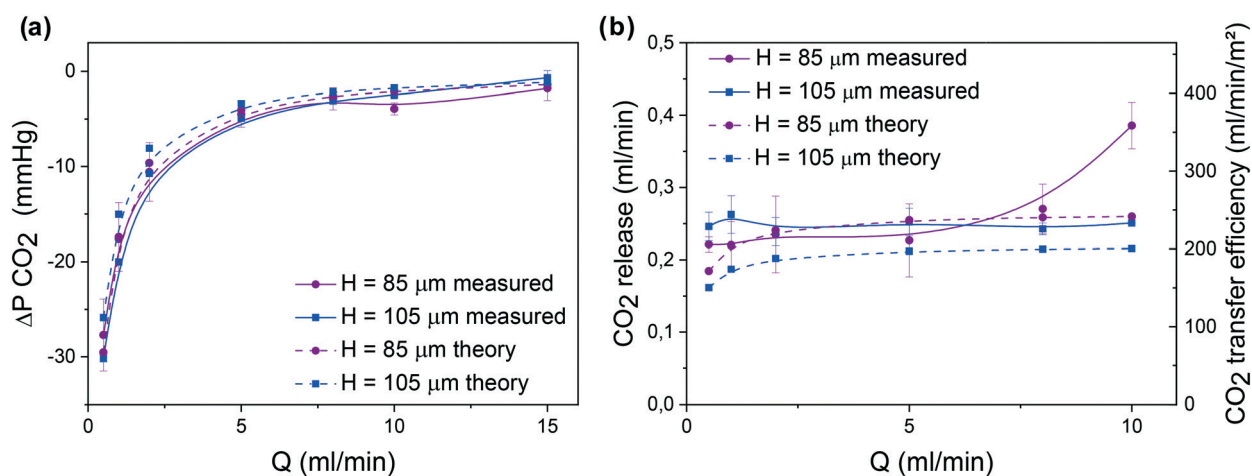 (a)
0
-10
-20
-30
ΔP CO2 (mmHg)
H = 85 μm measured
H = 105 μm measured
H = 85 μm theory
H = 105 μm theory
0
5
10
15
Q (ml/min)
(b)
0,5
0,4
0,3
0,2
0,1
0,0
CO₂ release (ml/min)
H = 85 μm measured
H = 105 μm measured
H = 85 μm theory
H = 105 μm theory
0
5
10
Q (ml/min)
400
300
200
100
0
CO₂ transfer efficiency (ml/min/m²)